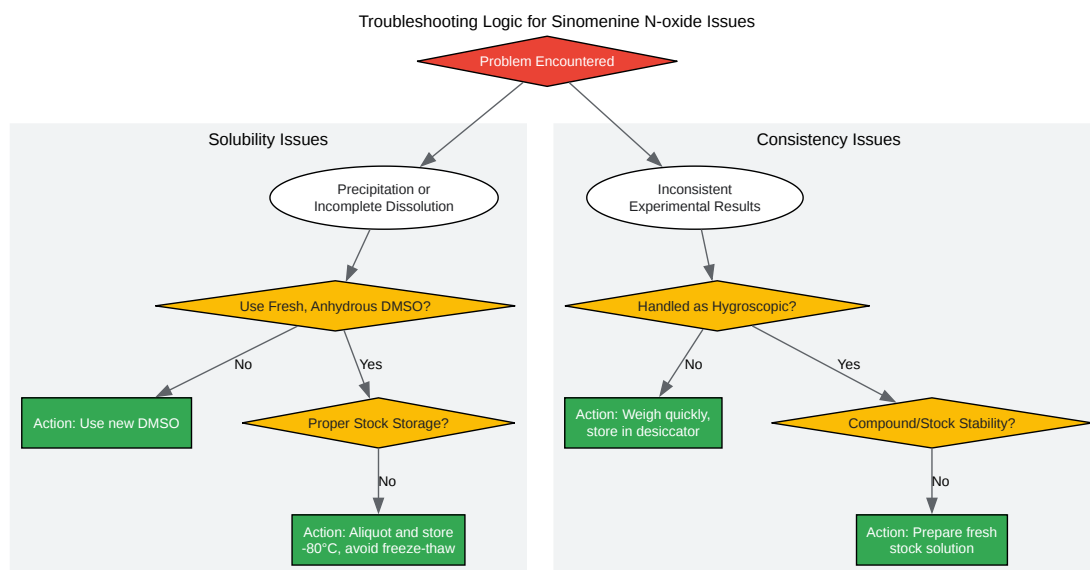 Troubleshooting Logic for Sinomenine N-oxide Issues
Problem Encountered
Solubility Issues
Precipitation or
Incomplete Dissolution
Use Fresh, Anhydrous DMSO?
No
Yes
Action: Use new DMSO
Proper Stock Storage?
No
Action: Aliquot and store
-80°C, avoid freeze-thaw
Consistency Issues
Inconsistent
Experimental Results
Handled as Hygroscopic?
No
Yes
Action: Weigh quickly,
store in desiccator
Compound/Stock Stability?
No
Action: Prepare fresh
stock solution